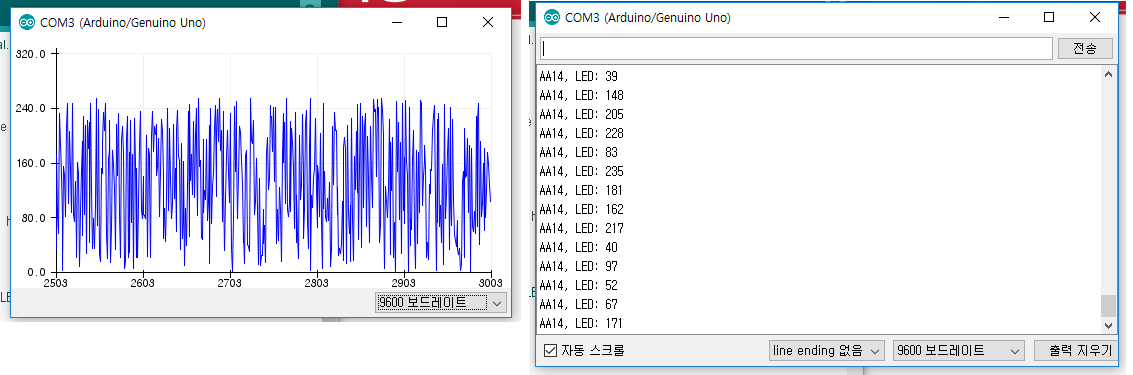 COM3 (Arduino/Genuino Uno)
320.0
240.0
160.0
80.0
0.0
2503 2603 2703 2803 2903 3003
9600 보드레이트
COM3 (Arduino/Genuino Uno)
전송
AA14, LED: 39
AA14, LED: 148
AA14, LED: 205
AA14, LED: 228
AA14, LED: 83
AA14, LED: 235
AA14, LED: 181
AA14, LED: 162
AA14, LED: 217
AA14, LED: 40
AA14, LED: 97
AA14, LED: 52
AA14, LED: 67
AA14, LED: 171
자동 스크롤
line ending 없음
9600 보드레이트
출력 지우기